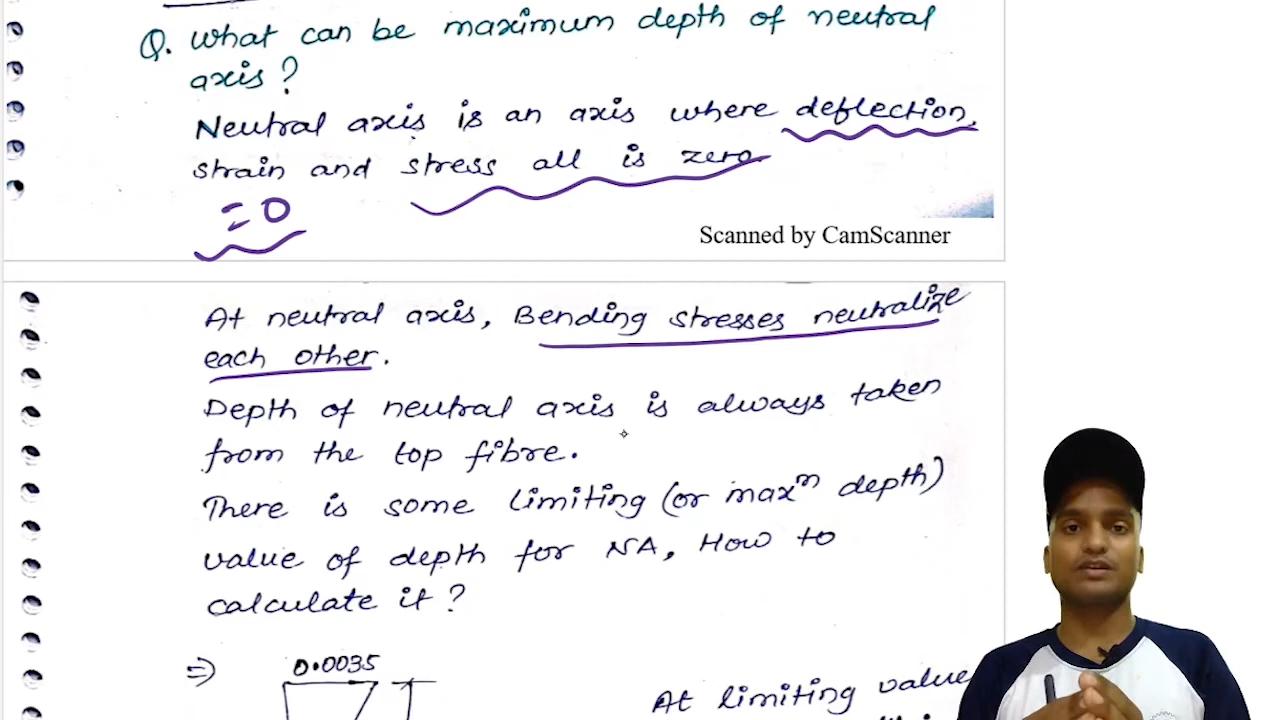 Q. What can be maximum depth of neutral
axis?
Neutral axis is an axis where deflection,
strain and stress all is zero.
=0
Scanned by CamScanner
At neutral axis, Bending stresses neutralize
each other.
Depth of neutral axis is always taken
from the top fibre.
There is some limiting (or maxᵐ depth)
value of depth for NA, How to
calculate it?
⇒ 0.0035
At limiting value